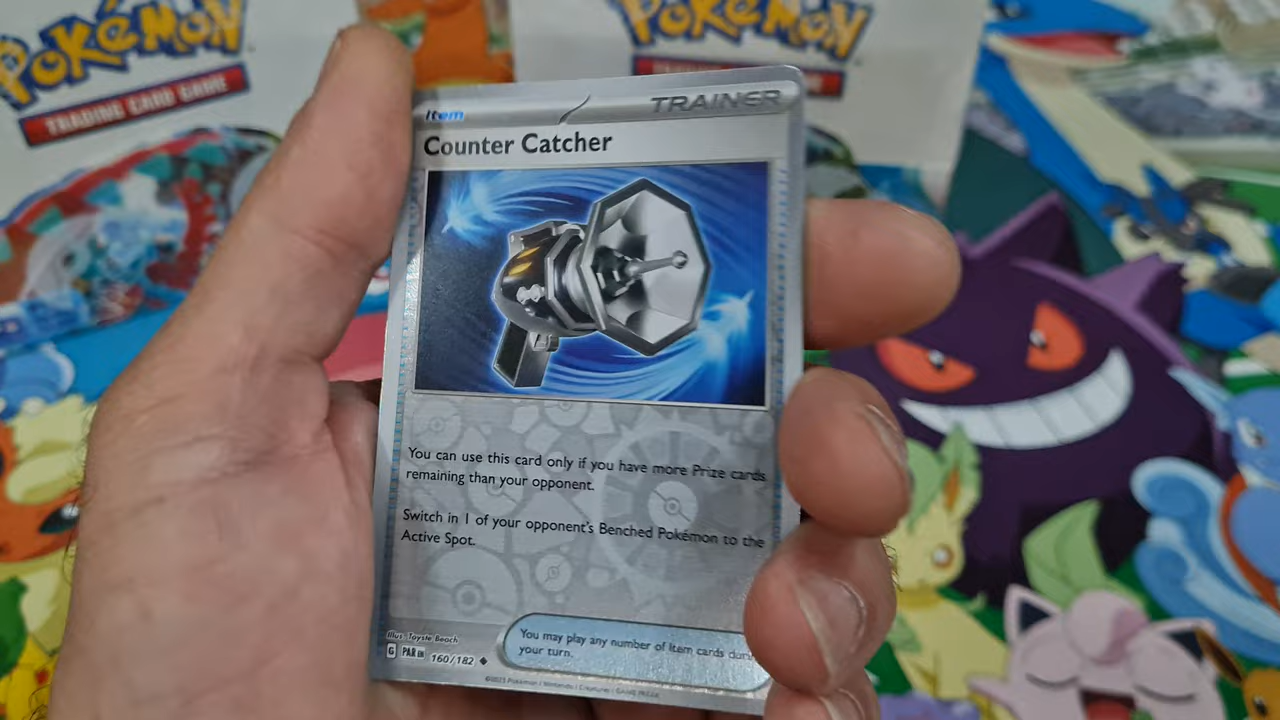 Pokémon
TRADING CARD GAME
Pokémon
Item
TRAINER
Counter Catcher
You can use this card only if you have more Prize cards
remaining than your opponent.
Switch in 1 of your opponent's Benched Pokémon to the
Active Spot.
You may play any number of Item cards
your turn.
Illus. Toyste Beach
G PAR EN 160/182
©2023 Pokémon / Nintendo / Creatures / GAME FREAK